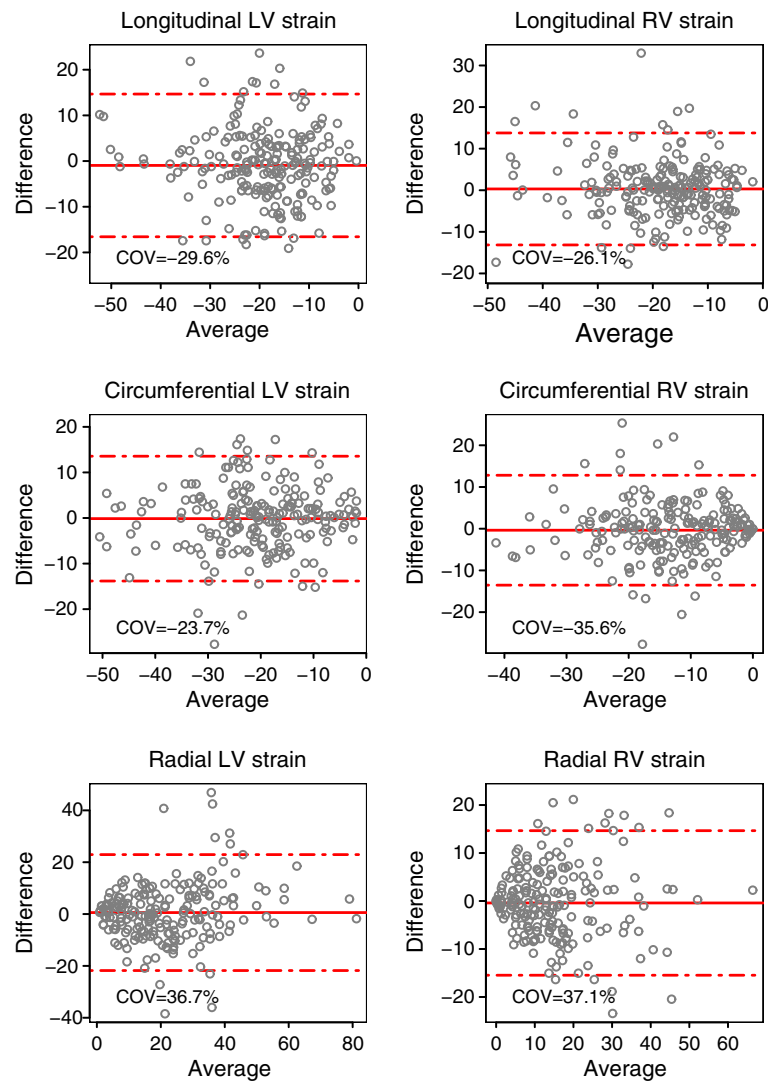 Longitudinal LV strain
Difference
20
10
0
−10
−20
COV=−29.6%
−50 −40 −30 −20 −10 0
Average
Longitudinal RV strain
Difference
30
20
10
0
−10
−20
COV=−26.1%
−50 −40 −30 −20 −10 0
Average
Circumferential LV strain
Difference
20
10
0
−10
−20
COV=−23.7%
−50 −40 −30 −20 −10 0
Average
Circumferential RV strain
Difference
20
10
0
−10
−20
COV=−35.6%
−40 −30 −20 −10 0
Average
Radial LV strain
Difference
40
20
0
−20
−40
COV=36.7%
0 20 40 60 80
Average
Radial RV strain
Difference
20
10
0
−10
−20
COV=37.1%
0 10 20 30 40 50 60
Average